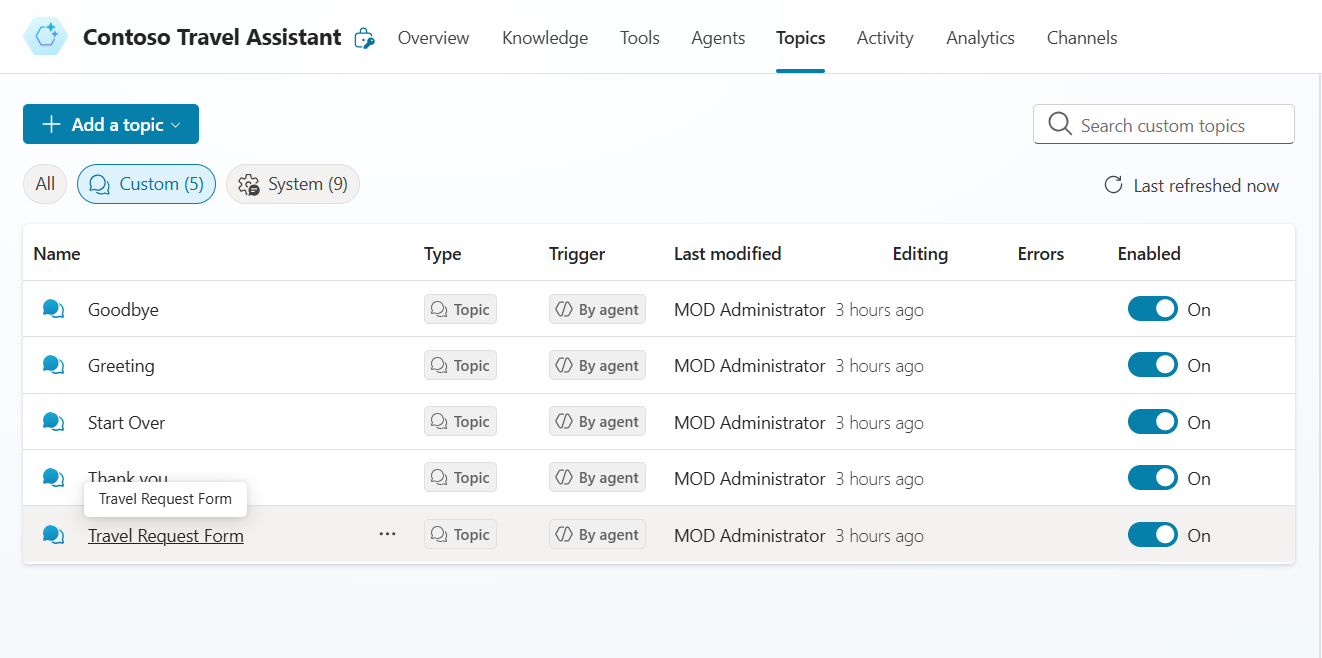 Contoso Travel Assistant Overview Knowledge Tools Agents Topics Activity Analytics Channels
Add a topic
Search custom topics
All Custom (5) System (9)
Last refreshed now
Name Type Trigger Last modified Editing Errors Enabled
Goodbye Topic By agent MOD Administrator 3 hours ago On
Greeting Topic By agent MOD Administrator 3 hours ago On
Start Over Topic By agent MOD Administrator 3 hours ago On
Thank you Topic By agent MOD Administrator 3 hours ago On
Travel Request Form
Travel Request Form ... Topic By agent MOD Administrator 3 hours ago On